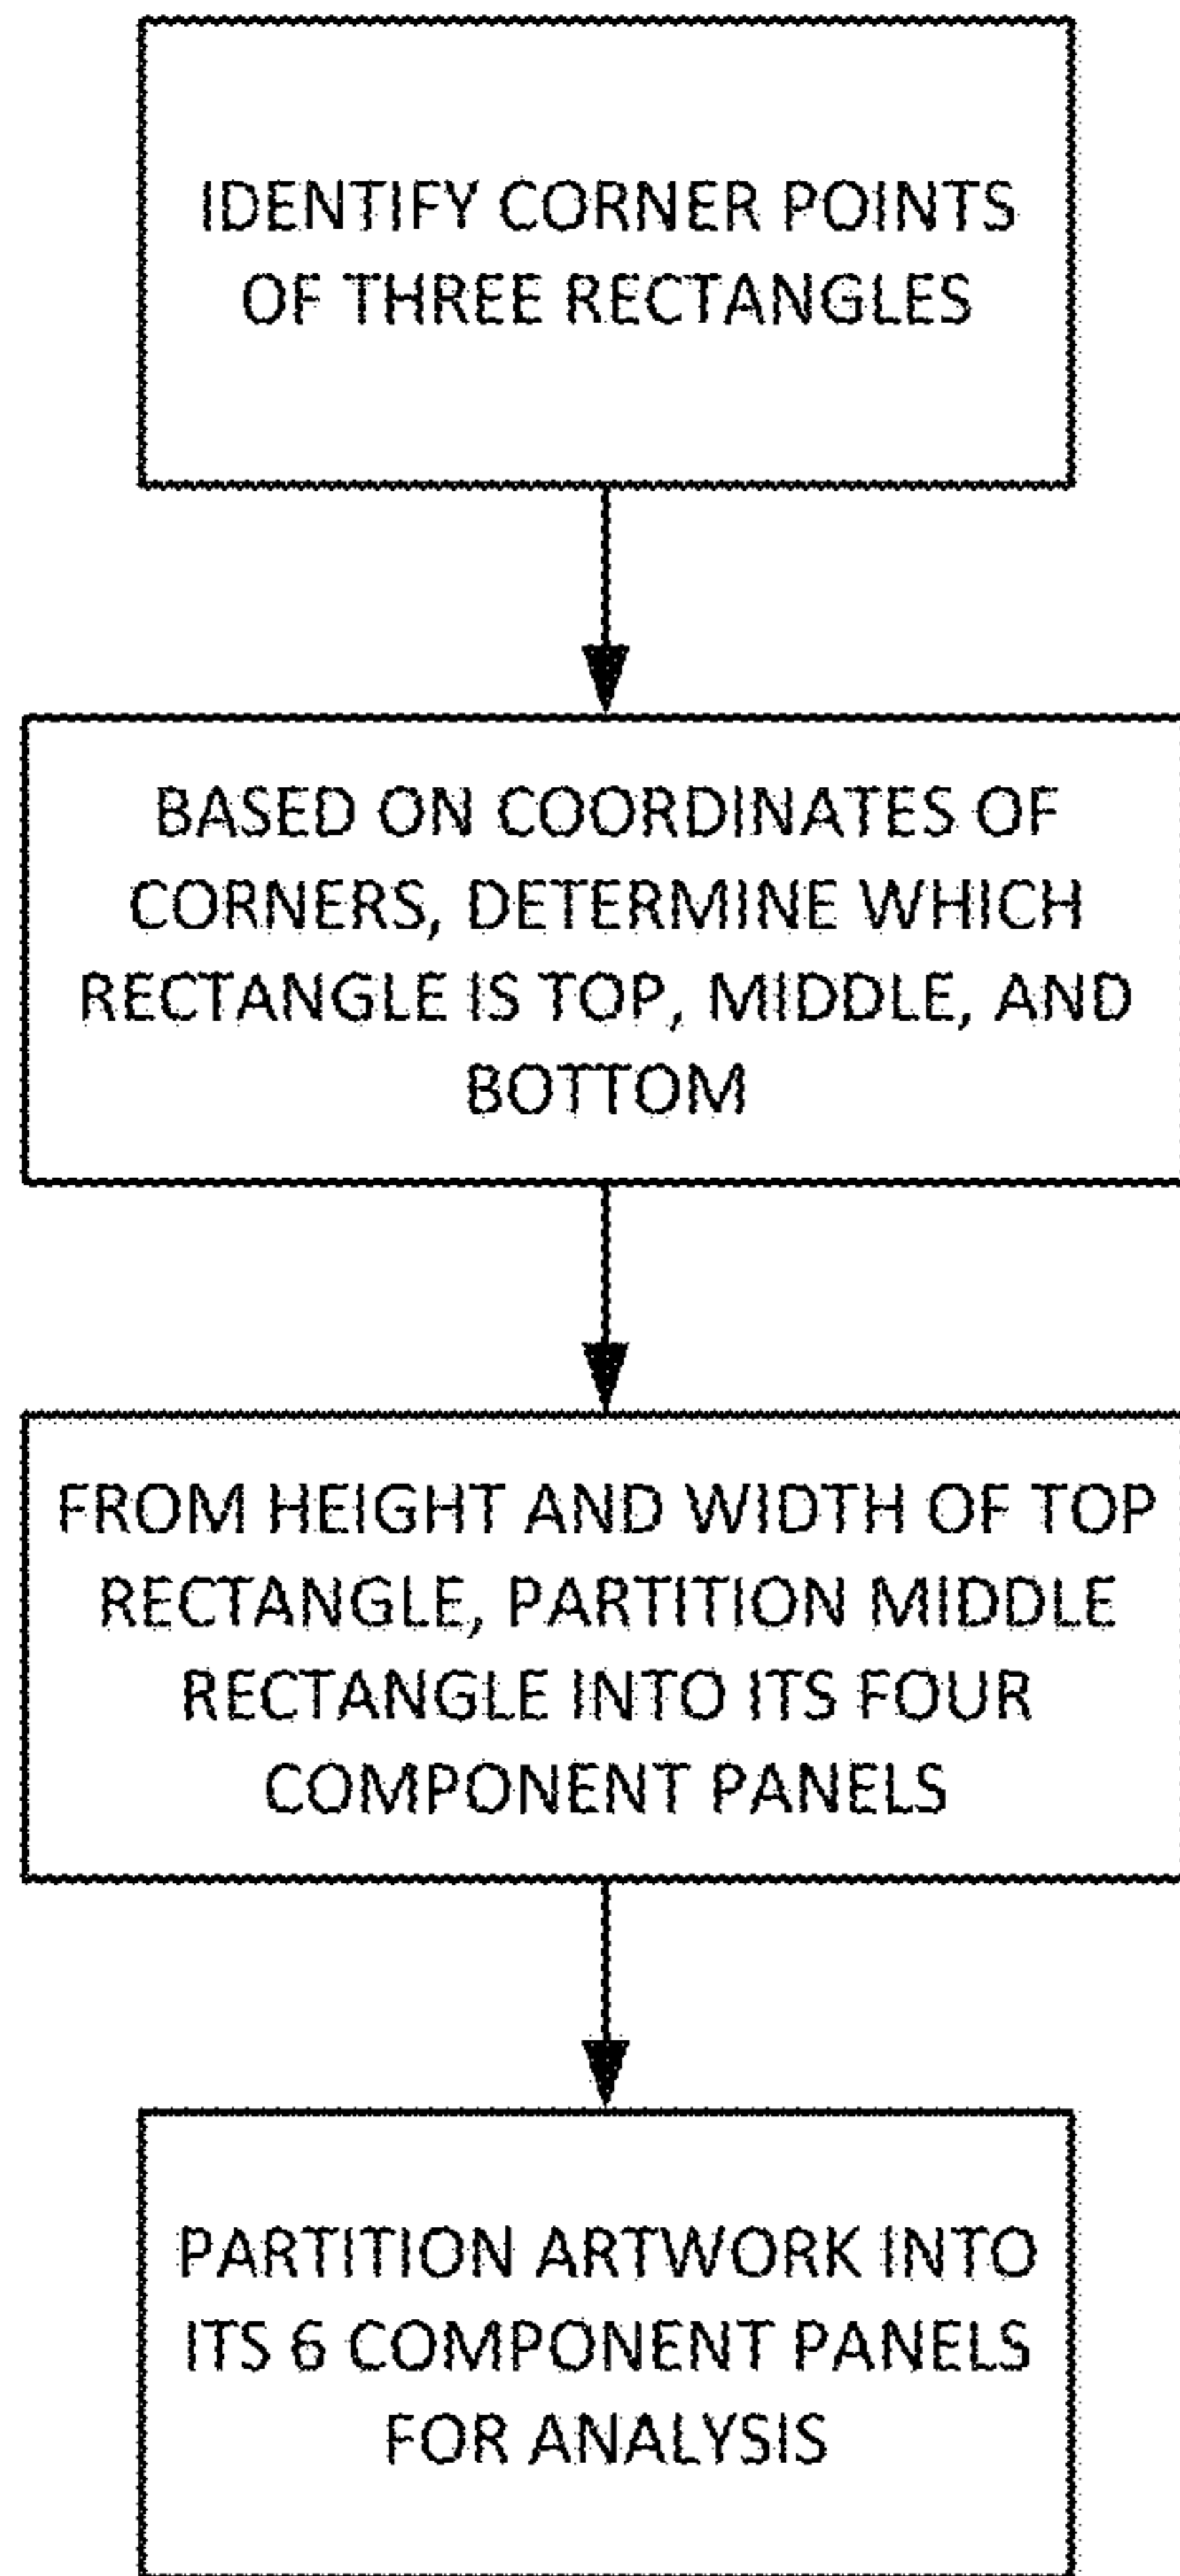 IDENTIFY CORNER POINTS
OF THREE RECTANGLES
BASED ON COORDINATES OF
CORNERS, DETERMINE WHICH
RECTANGLE IS TOP, MIDDLE, AND
BOTTOM
FROM HEIGHT AND WIDTH OF TOP
RECTANGLE, PARTITION MIDDLE
RECTANGLE INTO ITS FOUR
COMPONENT PANELS
PARTITION ARTWORK INTO
ITS 6 COMPONENT PANELS
FOR ANALYSIS